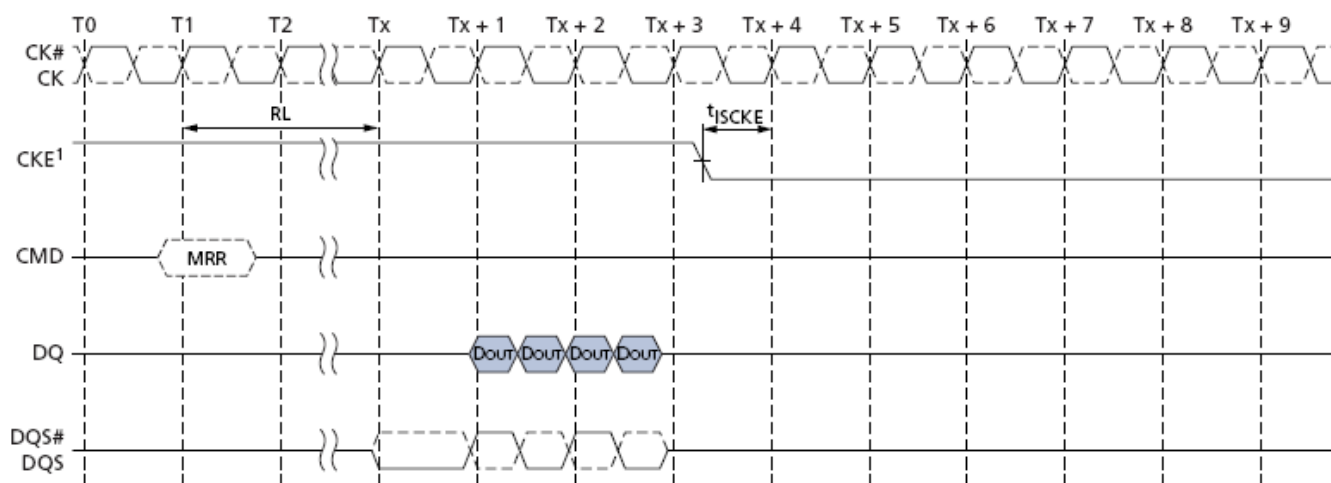 T0 T1 T2 Tx Tx + 1 Tx + 2 Tx + 3 Tx + 4 Tx + 5 Tx + 6 Tx + 7 Tx + 8 Tx + 9
CK#
CK
RL
tISCKE
CKE1
CMD
MRR
DQ
DOUT DOUT DOUT DOUT
DQS#
DQS